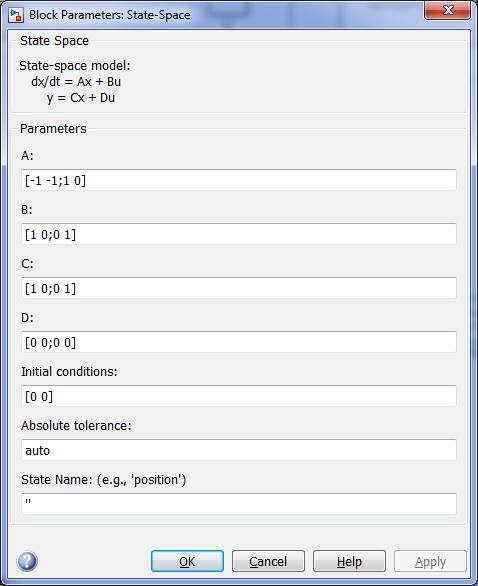 Block Parameters: State-Space
State Space
State-space model:
dx/dt = Ax + Bu
y = Cx + Du
Parameters
A:
[-1 -1;1 0]
B:
[1 0;0 1]
C:
[1 0;0 1]
D:
[0 0;0 0]
Initial conditions:
[0 0]
Absolute tolerance:
auto
State Name: (e.g., 'position')
''
OK Cancel Help Apply